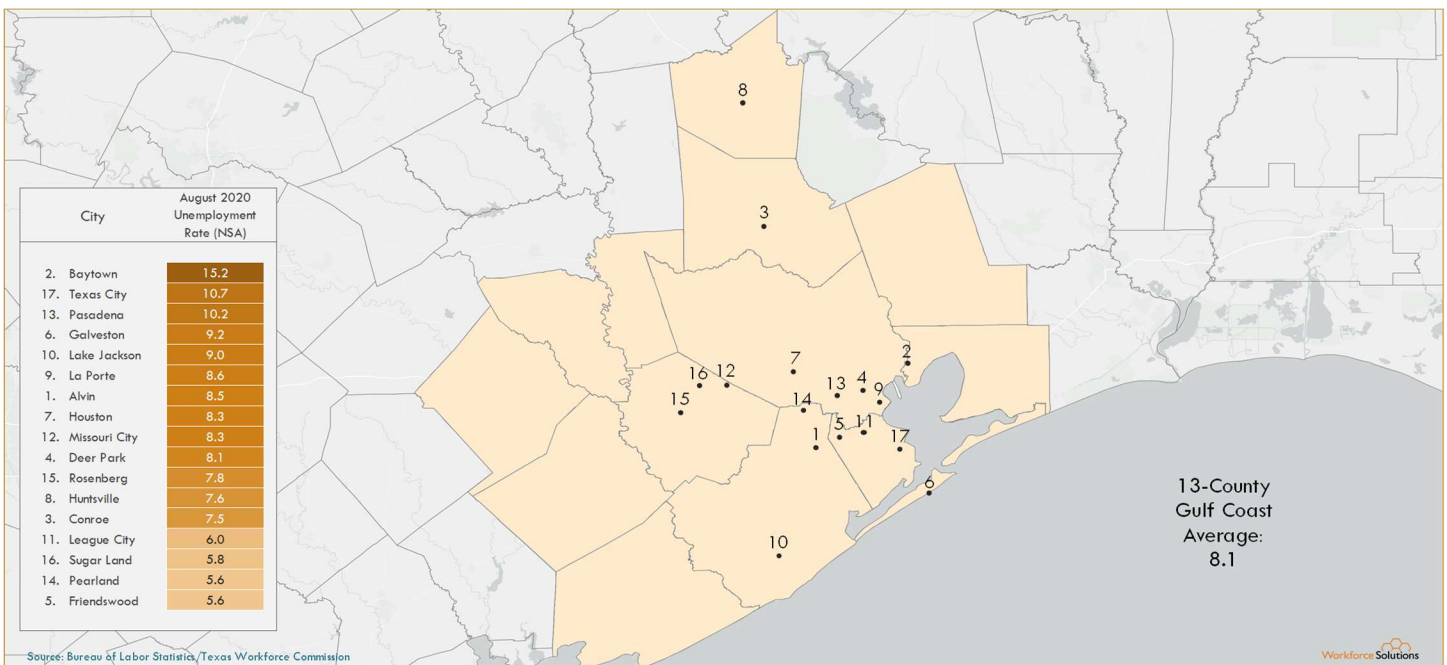 City
August 2020
Unemployment
Rate (NSA)
2. Baytown 15.2
17. Texas City 10.7
13. Pasadena 10.2
6. Galveston 9.2
10. Lake Jackson 9.0
9. La Porte 8.6
1. Alvin 8.5
7. Houston 8.3
12. Missouri City 8.3
4. Deer Park 8.1
15. Rosenberg 7.8
8. Huntsville 7.6
3. Conroe 7.5
11. League City 6.0
16. Sugar Land 5.8
14. Pearland 5.6
5. Friendswood 5.6
8
3
2
7
16 12
13 4
9
15
14
5 11
1
17
6
10
13-County
Gulf Coast
Average:
8.1
Source: Bureau of Labor Statistics/Texas Workforce Commission
Workforce Solutions